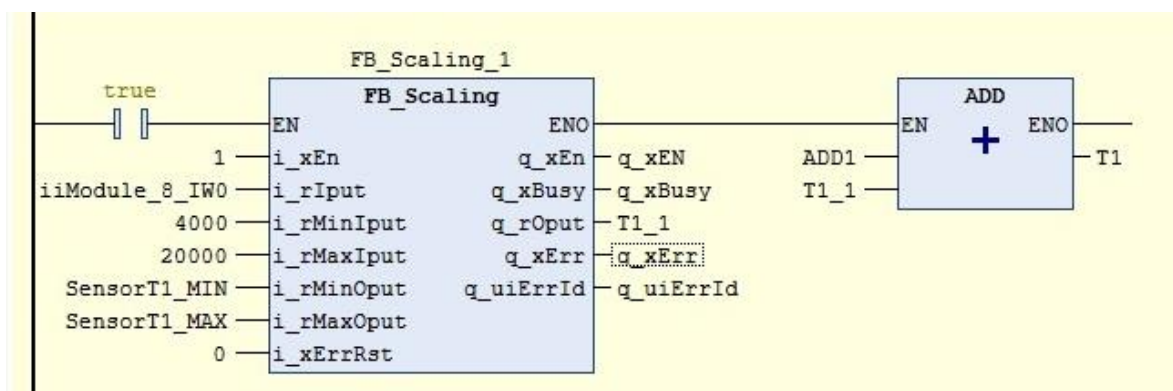 FB_Scaling_1
true FB_Scaling ADD
EN ENO EN ENO
1 i_xEn q_xEn q_xEN ADD1 + T1
iiModule_8_IW0 i_rIput q_xBusy q_xBusy T1_1
4000 i_rMinIput q_rOput T1_1
20000 i_rMaxIput q_xErr q_xErr
SensorT1_MIN i_rMinOput q_uiErrId q_uiErrId
SensorT1_MAX i_rMaxOput
0 i_xErrRst